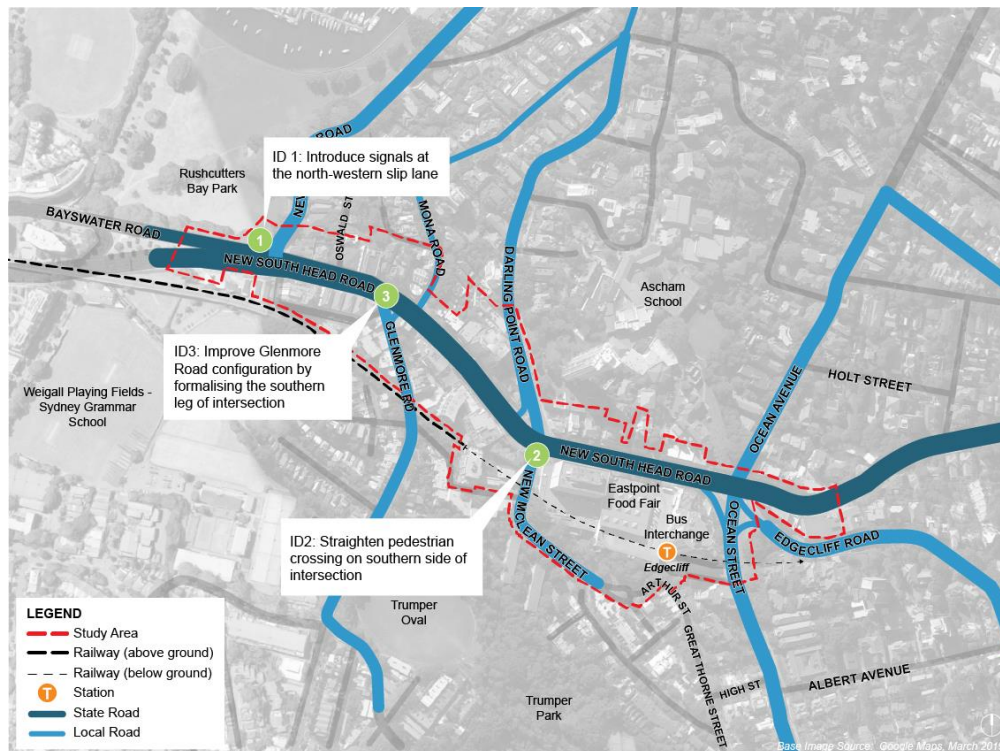 ID 1: Introduce signals at
the north-western slip lane
Rushcutters
Bay Park
ROAD
BAYSWATER ROAD
NEW
OSWALD ST
MONA ROAD
1
NEW SOUTH HEAD ROAD
DARLING POINT ROAD
Ascham
School
3
ID3: Improve Glenmore
Road configuration by
formalising the southern
leg of intersection
GLENMORE RD
Weigall Playing Fields -
Sydney Grammar
School
HOLT STREET
OCEAN AVENUE
2
NEW SOUTH HEAD ROAD
Eastpoint
Food Fair
Bus
Interchange
T
Edgecliff
NEW MCLEAN STREET
OCEAN STREET
EDGECLIFF ROAD
ID2: Straighten pedestrian
crossing on southern side of
intersection
ARTHUR ST
Trumper
Oval
GREAT THORNE STREET
HIGH ST
ALBERT AVENUE
Trumper
Park
LEGEND
Study Area
Railway (above ground)
Railway (below ground)
T Station
State Road
Local Road
Base Image Source: Google Maps, March 201